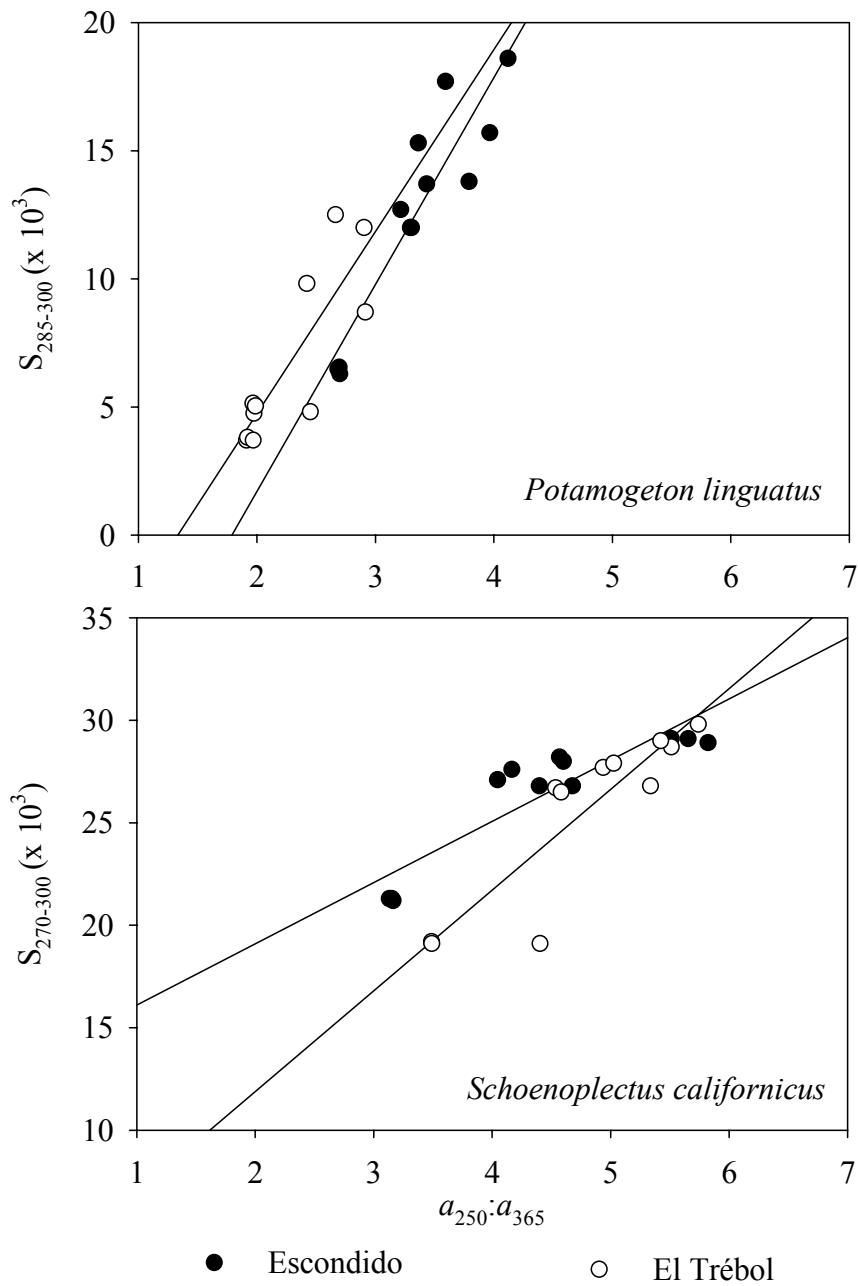 20
15
10
5
0
S285-300 (x 10³)
Potamogeton linguatus
1 2 3 4 5 6 7
35
30
25
20
15
10
S270-300 (x 10³)
Schoenoplectus californicus
1 2 3 4 5 6 7
a250:a365
Escondido El Trébol